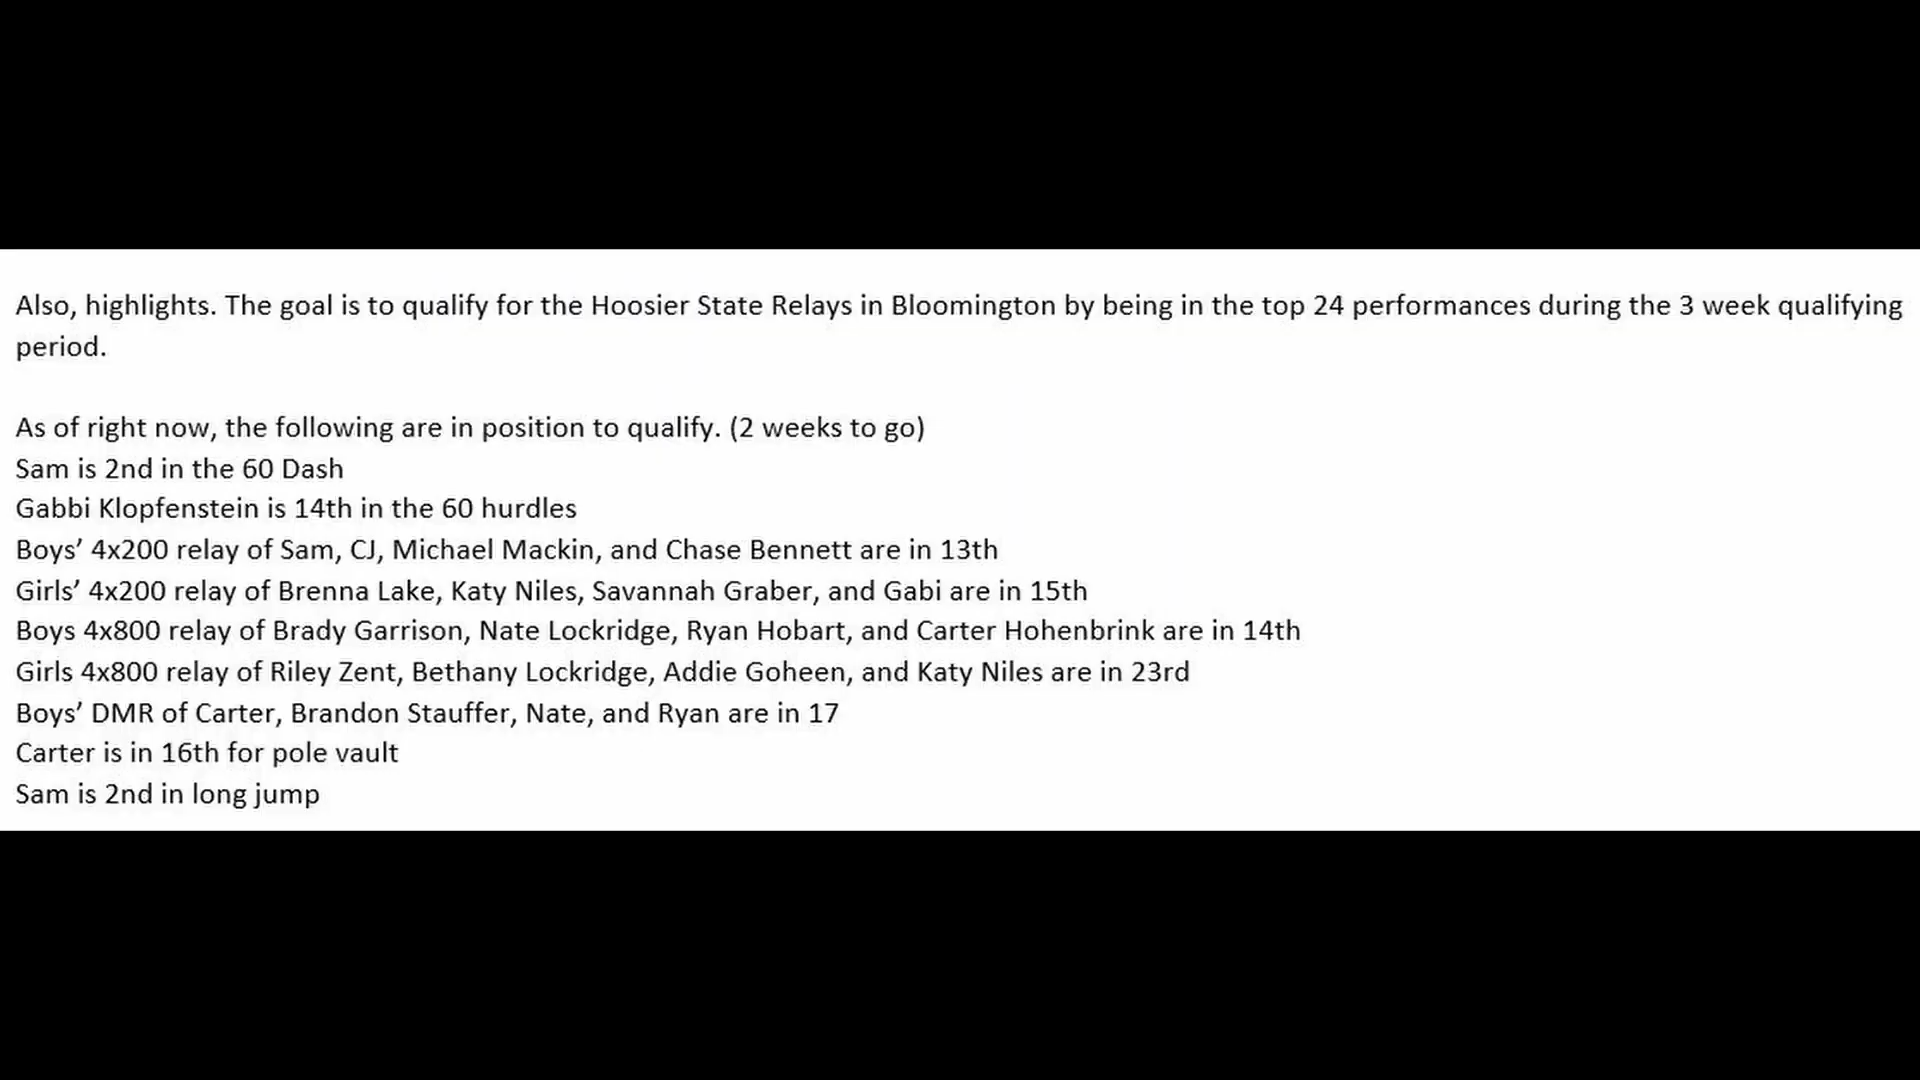 Also, highlights. The goal is to qualify for the Hoosier State Relays in Bloomington by being in the top 24 performances during the 3 week qualifying
period.
As of right now, the following are in position to qualify. (2 weeks to go)
Sam is 2nd in the 60 Dash
Gabbi Klopfenstein is 14th in the 60 hurdles
Boys’ 4x200 relay of Sam, CJ, Michael Mackin, and Chase Bennett are in 13th
Girls’ 4x200 relay of Brenna Lake, Katy Niles, Savannah Graber, and Gabi are in 15th
Boys 4x800 relay of Brady Garrison, Nate Lockridge, Ryan Hobart, and Carter Hohenbrink are in 14th
Girls 4x800 relay of Riley Zent, Bethany Lockridge, Addie Goheen, and Katy Niles are in 23rd
Boys’ DMR of Carter, Brandon Stauffer, Nate, and Ryan are in 17
Carter is in 16th for pole vault
Sam is 2nd in long jump